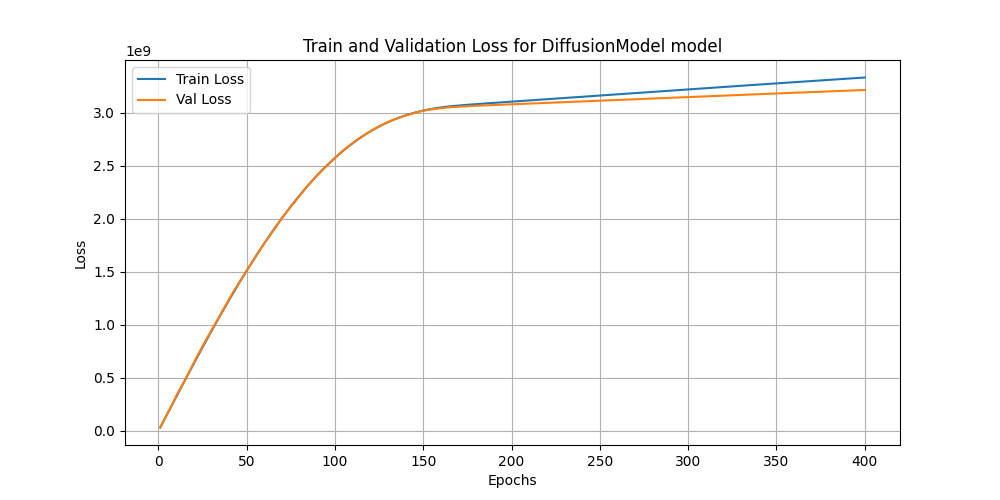 Train and Validation Loss for DiffusionModel model
1e9
Train Loss
Val Loss
3.0
2.5
2.0
1.5
1.0
0.5
0.0
Loss
0 50 100 150 200 250 300 350 400
Epochs